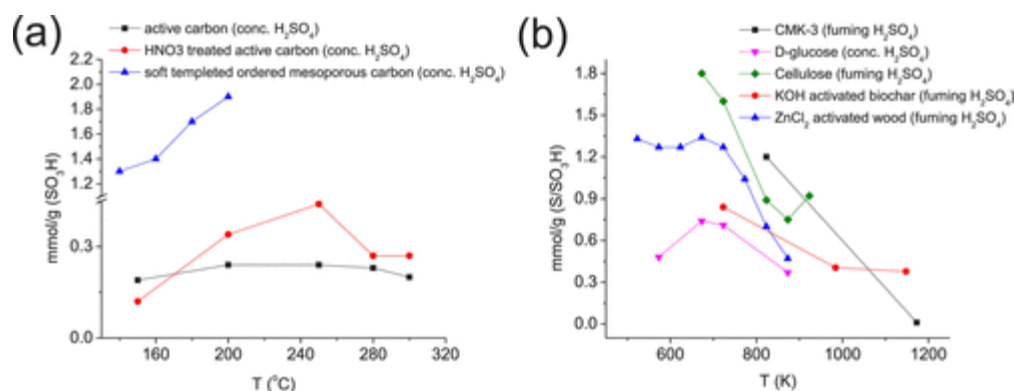 (a)
active carbon (conc. H₂SO₄)
HNO3 treated active carbon (conc. H₂SO₄)
soft templeted ordered mesoporous carbon (conc. H₂SO₄)
mmol/g (SO₃H)
2.2
2.0
1.8
1.6
1.4
1.2
0.3
0.0
160 200 240 280 320
T (⁰C)
(b)
CMK-3 (fuming H₂SO₄)
D-glucose (conc. H₂SO₄)
Cellulose (fuming H₂SO₄)
KOH activated biochar (fuming H₂SO₄)
ZnCl₂ activated wood (fuming H₂SO₄)
mmol/g (S/SO₃H)
1.8
1.5
1.2
0.9
0.6
0.3
0.0
600 800 1000 1200
T (K)